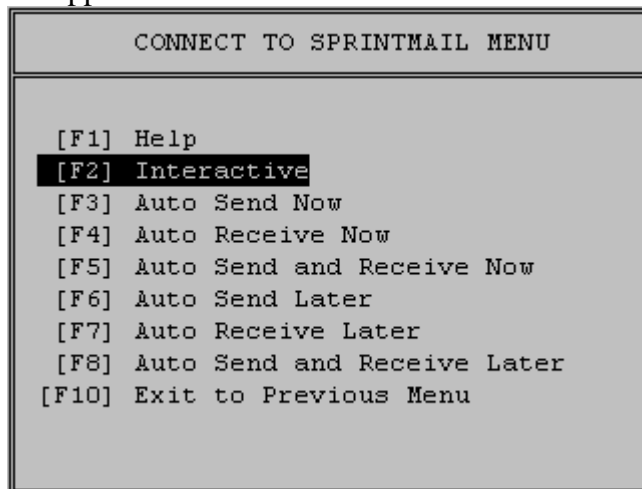 CONNECT TO SPRINTMAIL MENU
[F1] Help
[F2] Interactive
[F3] Auto Send Now
[F4] Auto Receive Now
[F5] Auto Send and Receive Now
[F6] Auto Send Later
[F7] Auto Receive Later
[F8] Auto Send and Receive Later
[F10] Exit to Previous Menu